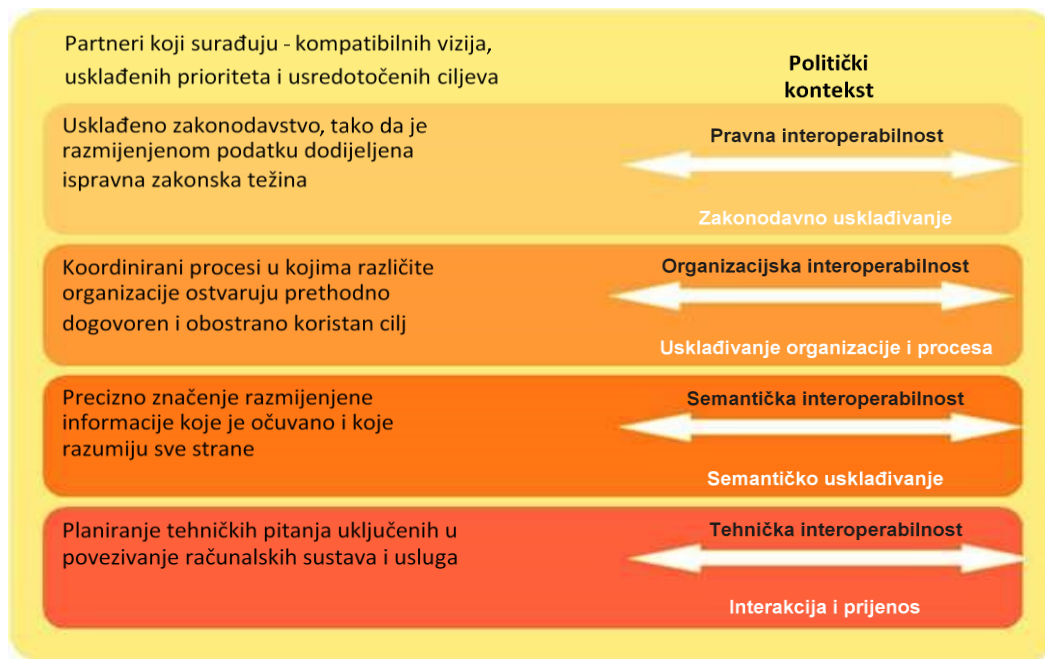 Partneri koji surađuju - kompatibilnih vizija,
usklađenih prioriteta i usredotočenih ciljeva
Politički
kontekst
Usklađeno zakonodavstvo, tako da je
razmijenjenom podatku dodijeljena
ispravna zakonska težina
Pravna interoperabilnost
Zakonodavno usklađivanje
Koordinirani procesi u kojima različite
organizacije ostvaruju prethodno
dogovoren i obostrano koristan cilj
Organizacijska interoperabilnost
Usklađivanje organizacije i procesa
Precizno značenje razmijenjene
informacije koje je očuvano i koje
razumiju sve strane
Semantička interoperabilnost
Semantičko usklađivanje
Planiranje tehničkih pitanja uključenih u
povezivanje računalskih sustava i usluga
Tehnička interoperabilnost
Interakcija i prijenos